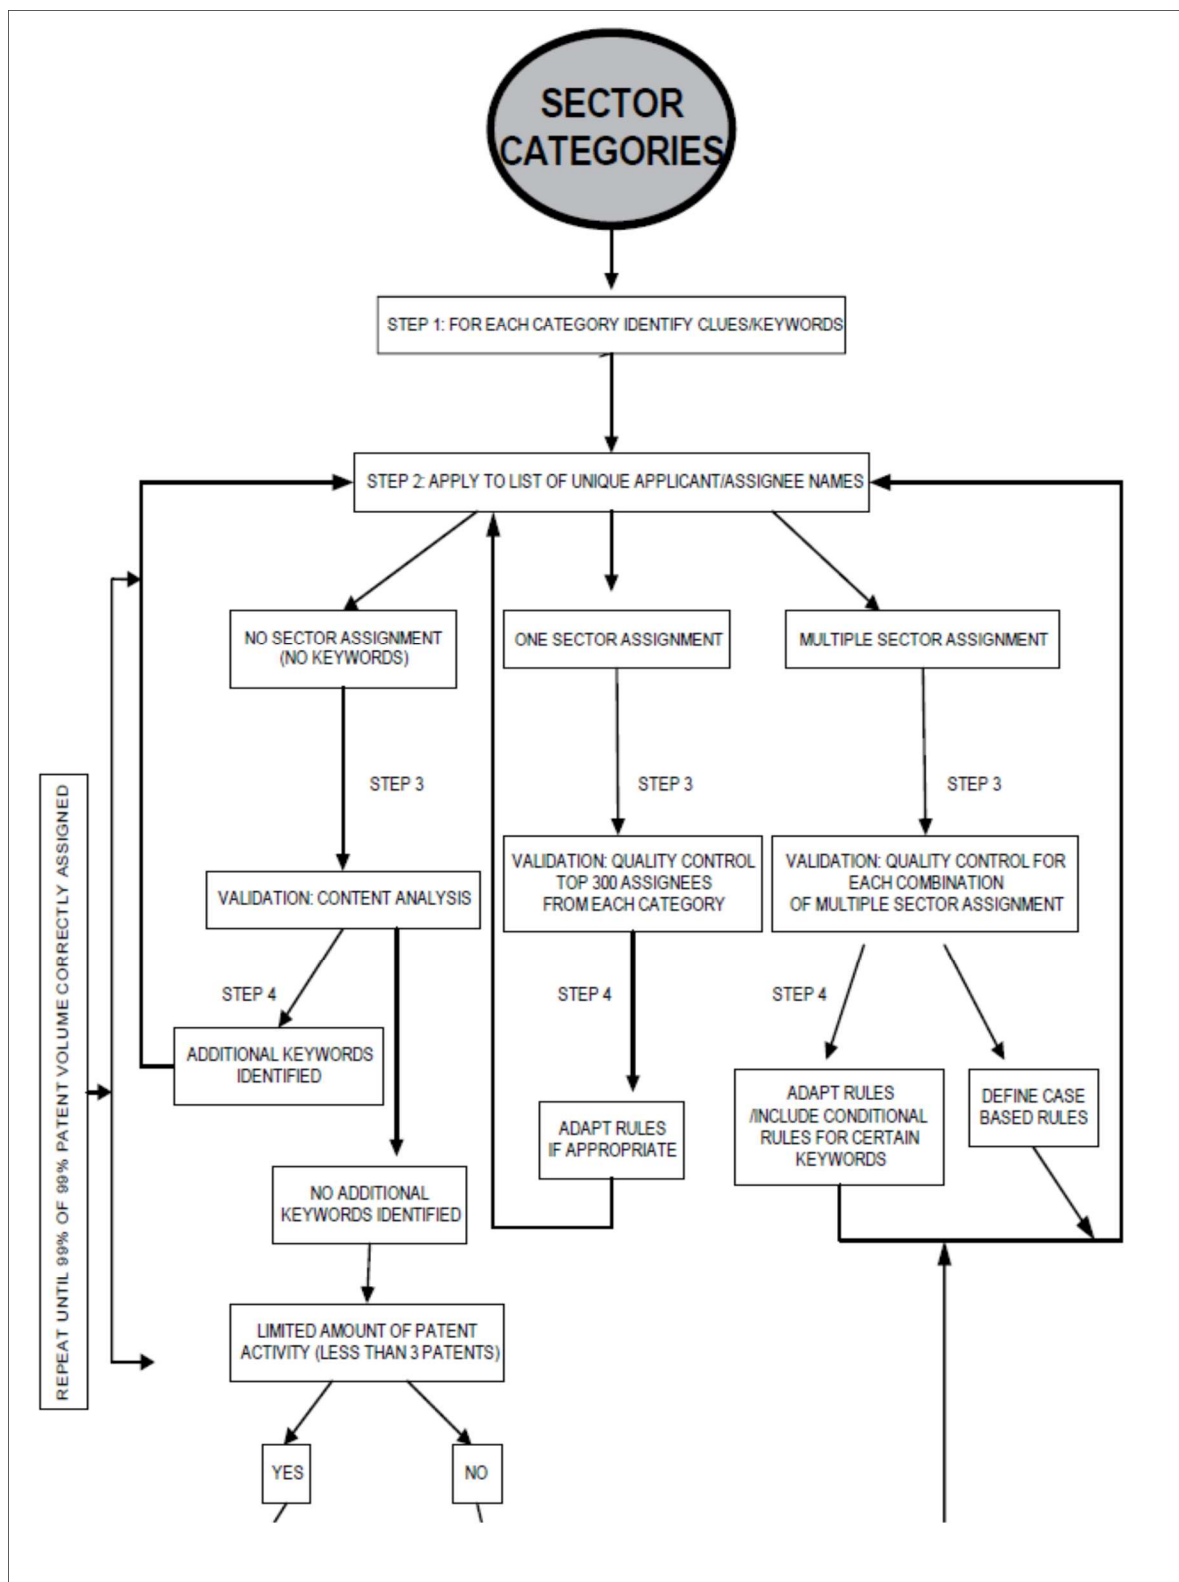 SECTOR
CATEGORIES
STEP 1: FOR EACH CATEGORY IDENTIFY CLUES/KEYWORDS
STEP 2: APPLY TO LIST OF UNIQUE APPLICANT/ASSIGNEE NAMES
NO SECTOR ASSIGNMENT
(NO KEYWORDS)
ONE SECTOR ASSIGNMENT
MULTIPLE SECTOR ASSIGNMENT
STEP 3
STEP 3
STEP 3
VALIDATION: CONTENT ANALYSIS
VALIDATION: QUALITY CONTROL
TOP 300 ASSIGNEES
FROM EACH CATEGORY
VALIDATION: QUALITY CONTROL FOR
EACH COMBINATION
OF MULTIPLE SECTOR ASSIGNMENT
STEP 4
STEP 4
STEP 4
ADDITIONAL KEYWORDS
IDENTIFIED
ADAPT RULES
IF APPROPRIATE
ADAPT RULES
/INCLUDE CONDITIONAL
RULES FOR CERTAIN
KEYWORDS
DEFINE CASE
BASED RULES
NO ADDITIONAL
KEYWORDS IDENTIFIED
LIMITED AMOUNT OF PATENT
ACTIVITY (LESS THAN 3 PATENTS)
YES
NO
REPEAT UNTIL 99% OF 99% PATENT VOLUME CORRECTLY ASSIGNED